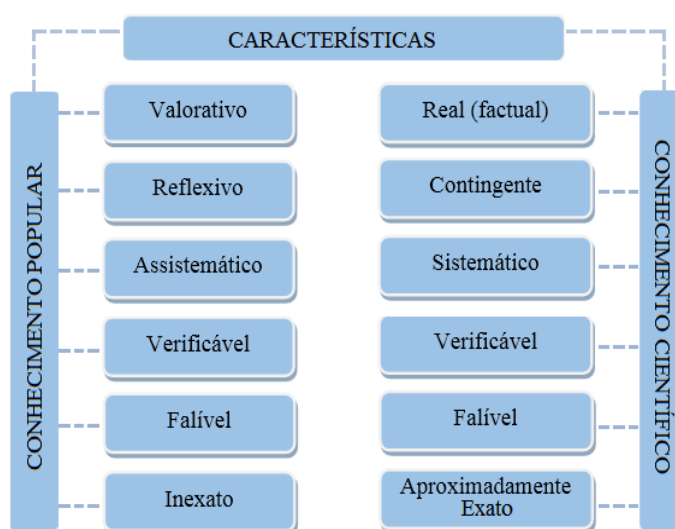 CARACTERÍSTICAS
CONHECIMENTO POPULAR
Valorativo
Reflexivo
Assistemático
Verificável
Falível
Inexato
Real (factual)
Contingente
Sistemático
Verificável
Falível
Aproximadamente
Exato
CONHECIMENTO CIENTÍFICO